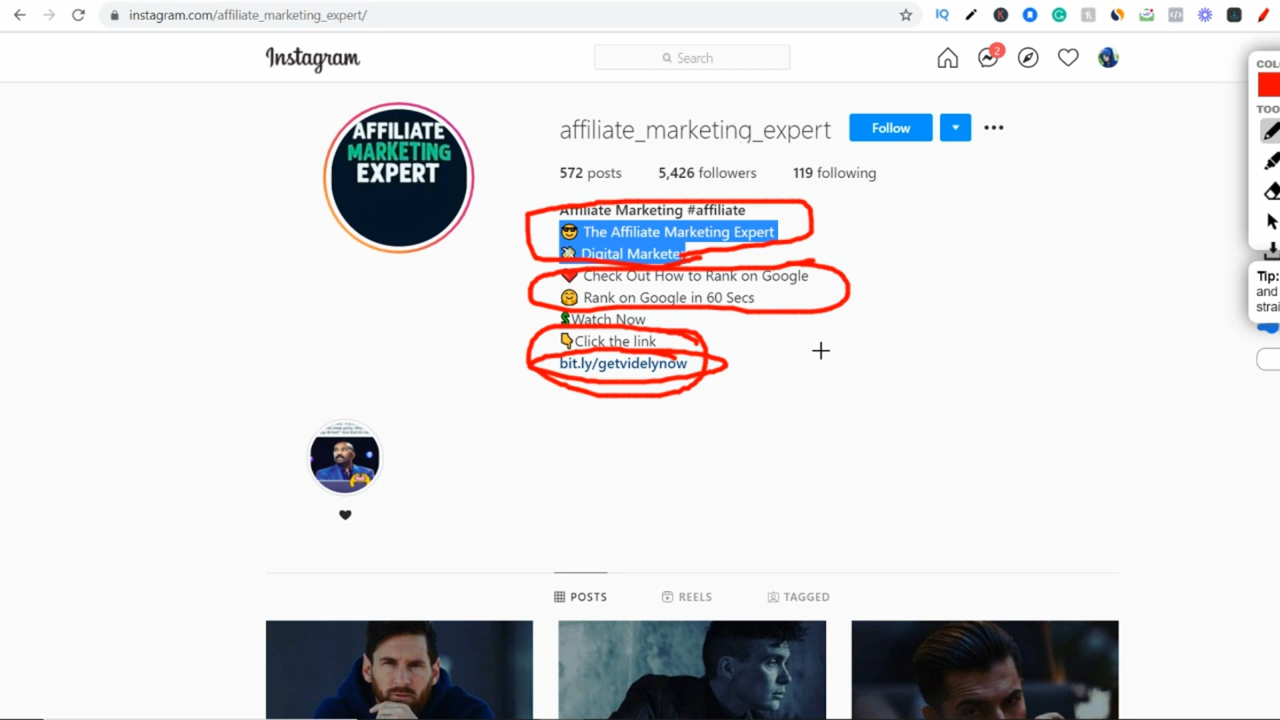 instagram.com/affiliate_marketing_expert/
IQ
Instagram
Search
2
AFFILIATE
MARKETING
EXPERT
affiliate_marketing_expert
Follow
572 posts 5,426 followers 119 following
Affiliate Marketing #affiliate
😎 The Affiliate Marketing Expert
Digital Marketer
❤️ Check Out How to Rank on Google
🤗 Rank on Google in 60 Secs
💲Watch Now
👇Click the link
bit.ly/getvidelynow
POSTS REELS TAGGED
Tip:
and